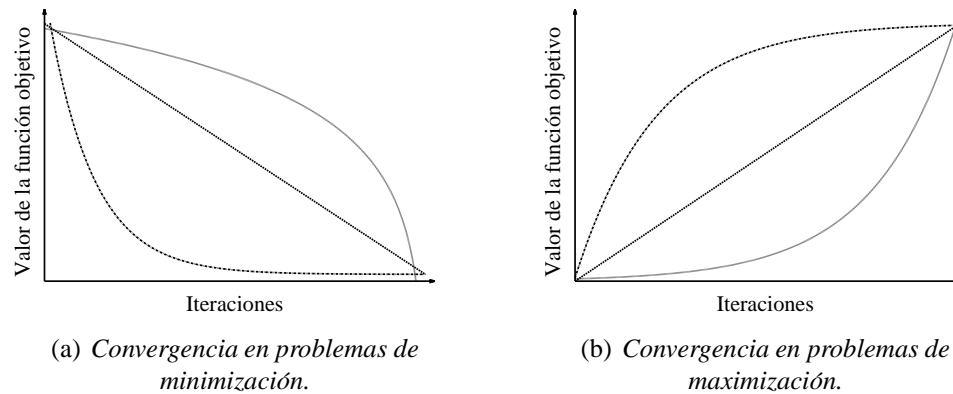 Valor de la función objetivo
Iteraciones
(a) Convergencia en problemas de
minimización.
Valor de la función objetivo
Iteraciones
(b) Convergencia en problemas de
maximización.